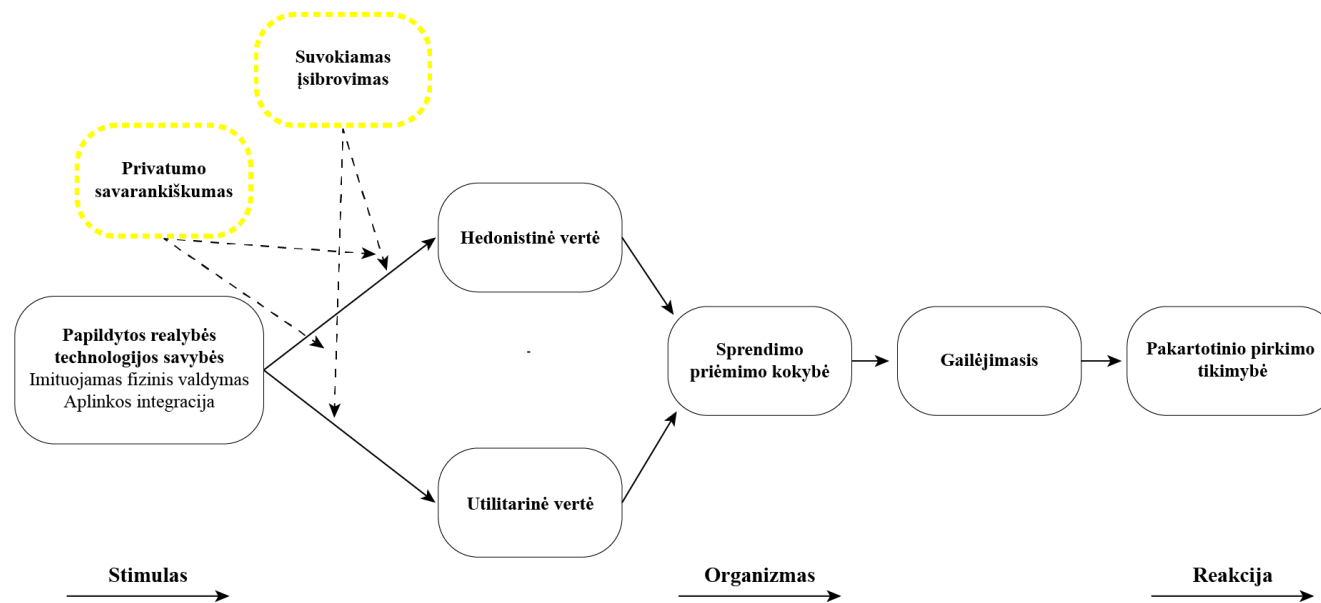 Suvokiamas
įsibrovimas
Privatumo
savarankiškumas
Hedonistinė vertė
Papildytos realybės
technologijos savybės
Imituojamas fizinis valdymas
Aplinkos integracija
Sprendimo
priėmimo kokybė
Gailėjimasis
Pakartotinio pirkimo
tikimybė
Utilitarinė vertė
Stimulas
Organizmas
Reakcija